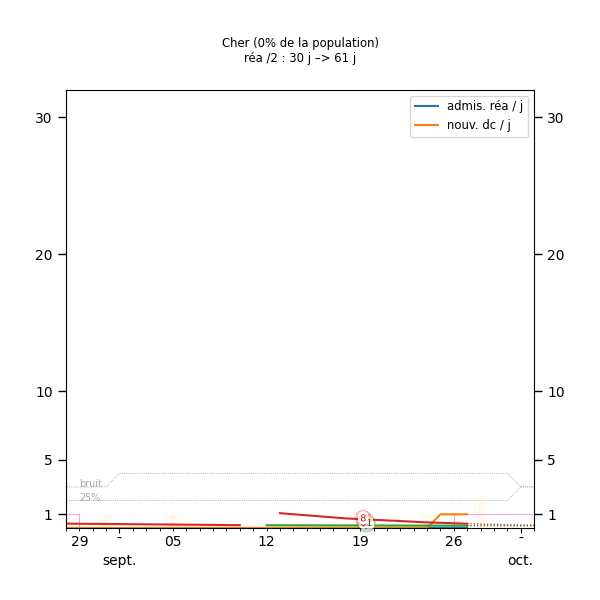 Cher (0% de la population)
réa /2 : 30 j –> 61 j
admis. réa / j
nouv. dc / j
30 30
20 20
10 10
5 5
bruit
25%
1 1
8
29 - 05 12 19 26 -
sept. oct.